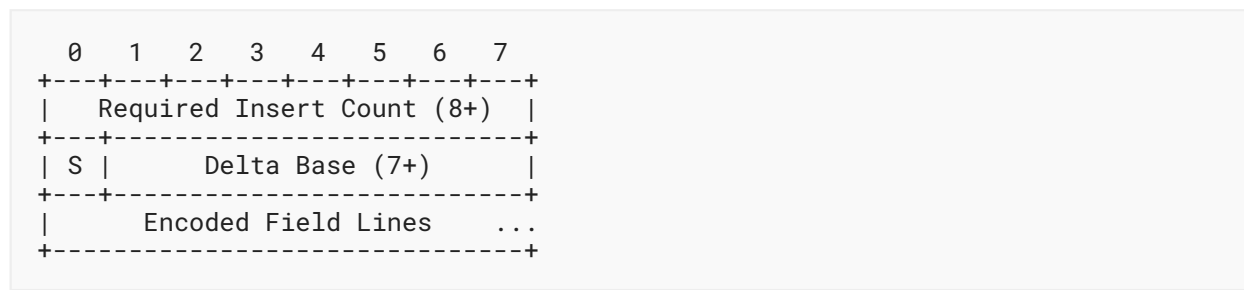 0   1   2   3   4   5   6   7
+---+---+---+---+---+---+---+---+
|   Required Insert Count (8+)  |
+---+---------------------------+
| S |      Delta Base (7+)      |
+---+---------------------------+
|      Encoded Field Lines    ...
+-------------------------------+